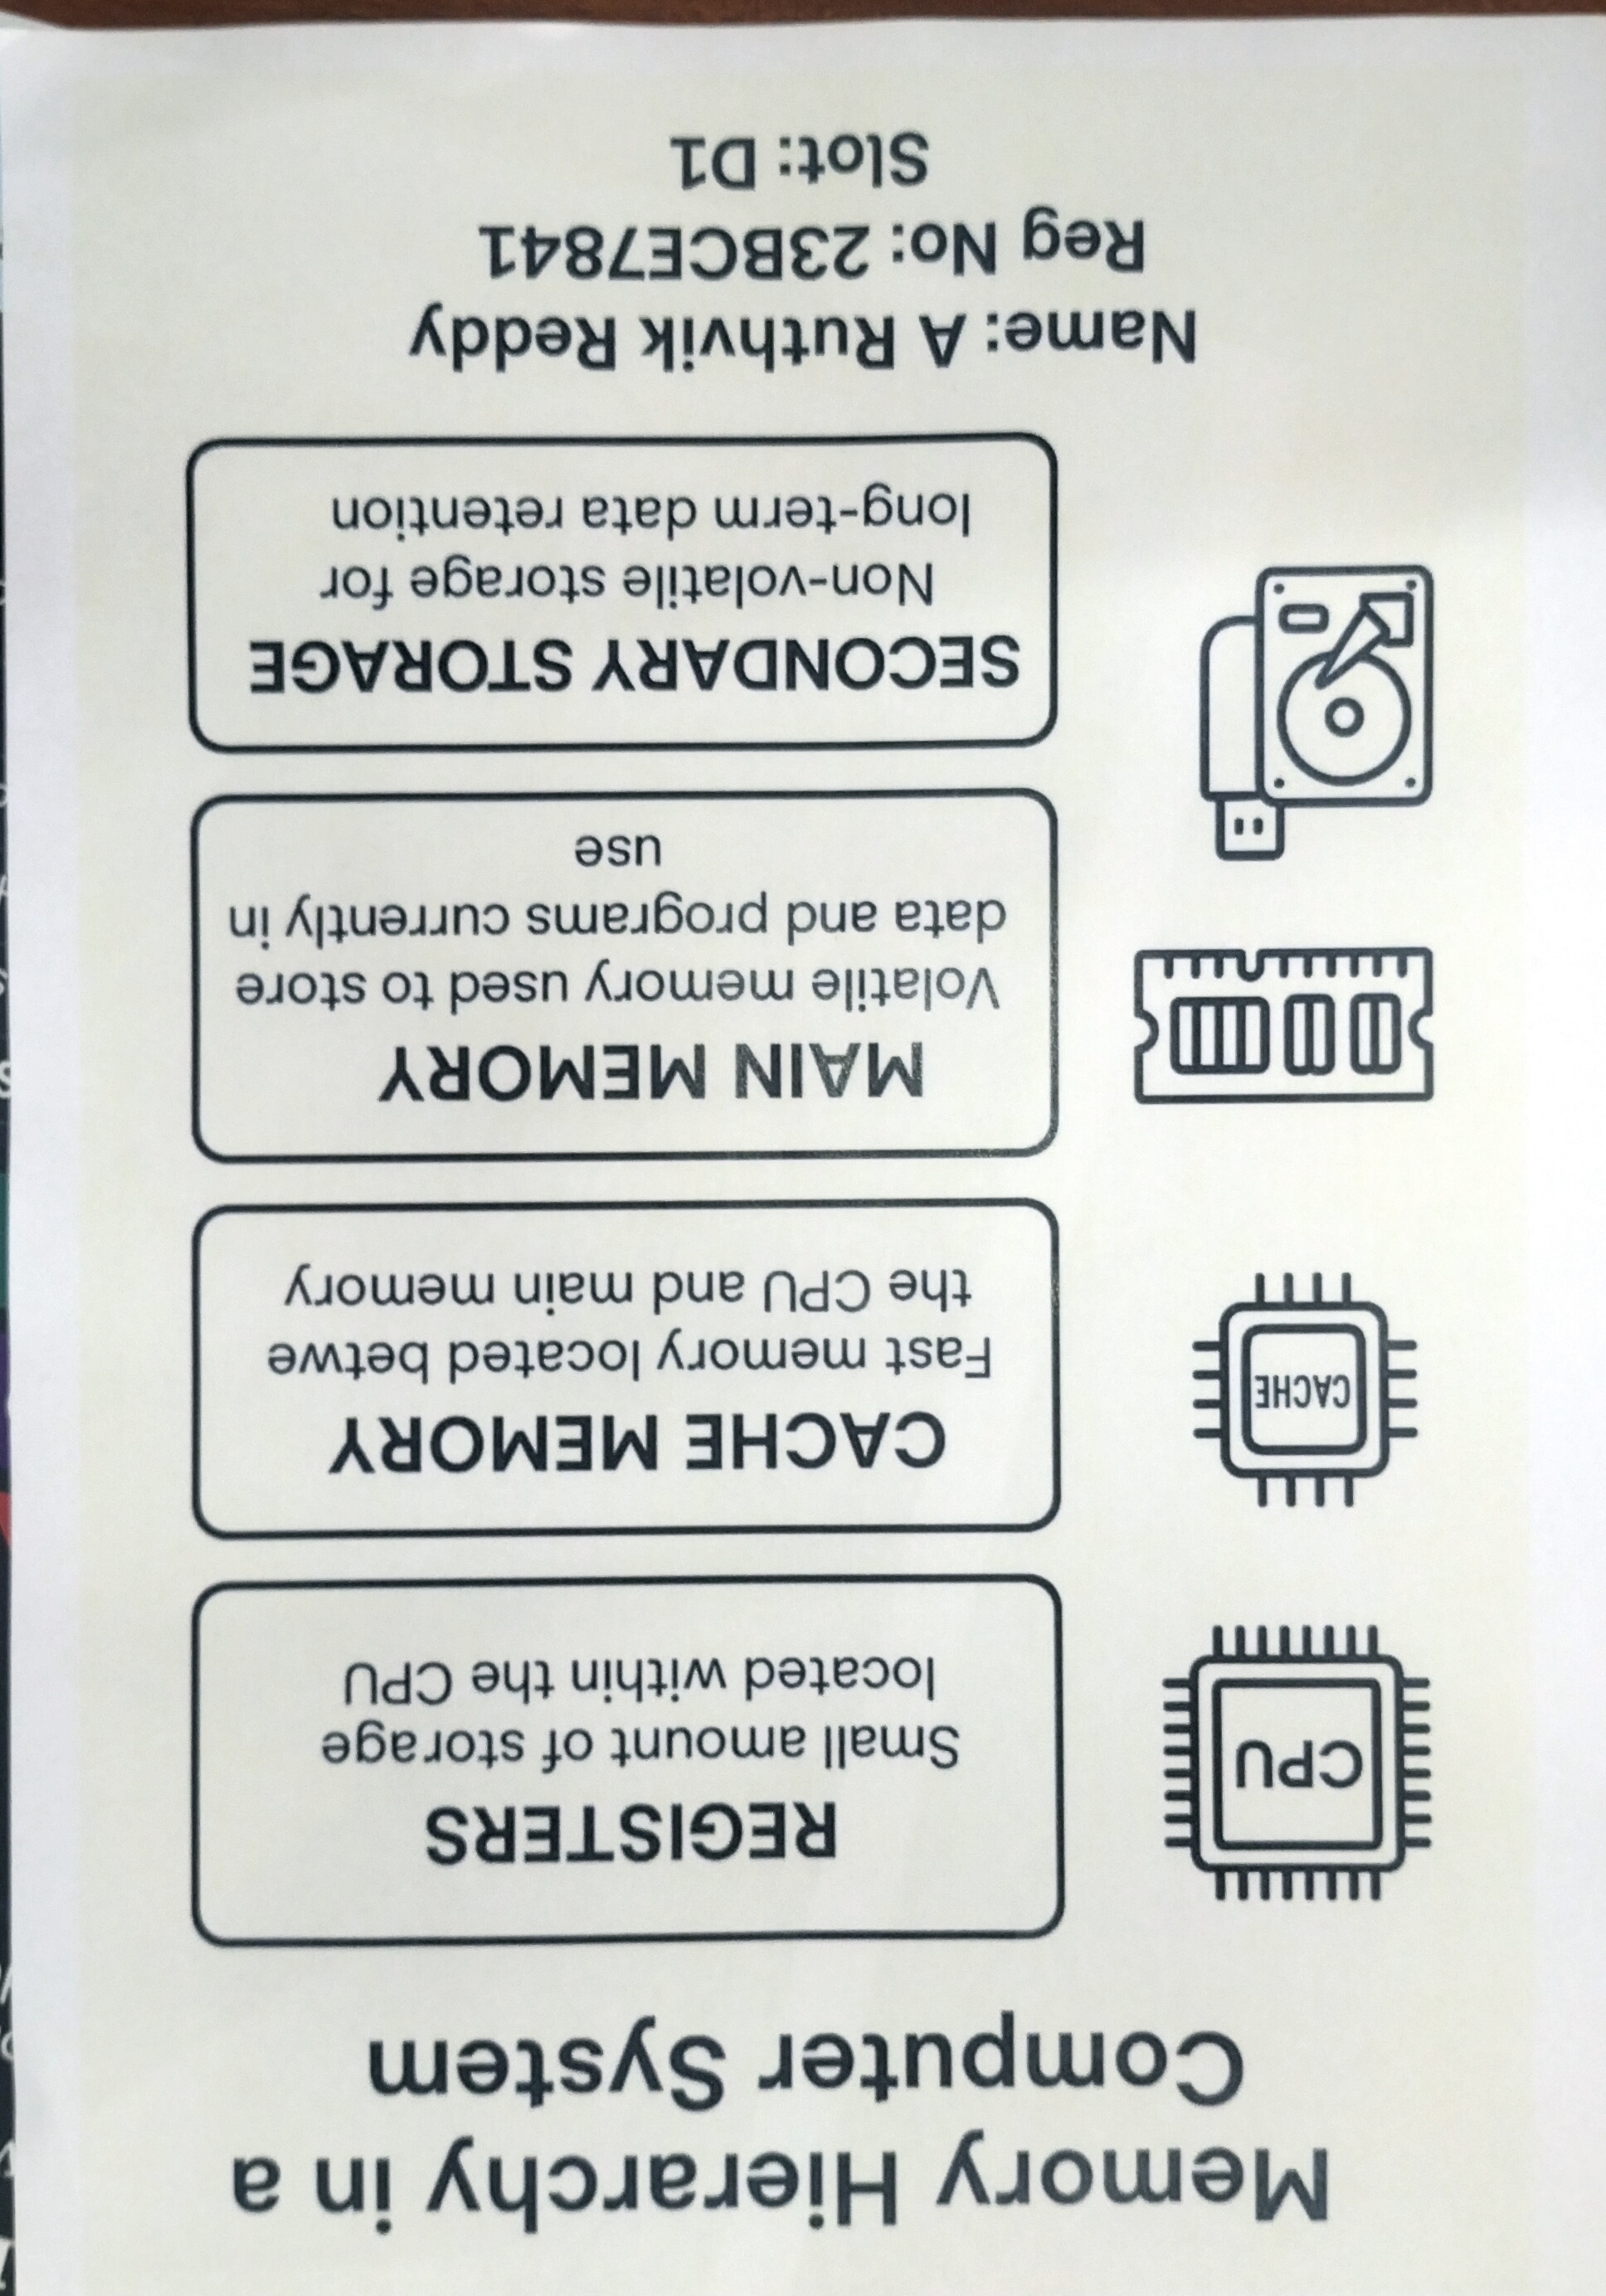 Memory Hierarchy in a
Computer System
CPU
REGISTERS
Small amount of storage
located within the CPU
CACHE
CACHE MEMORY
Fast memory located betwe
the CPU and main memory
MAIN MEMORY
Volatile memory used to store
data and programs currently in
use
SECONDARY STORAGE
Non-volatile storage for
long-term data retention
Name: A Ruthvik Reddy
Reg No: 23BCE7841
Slot: D1